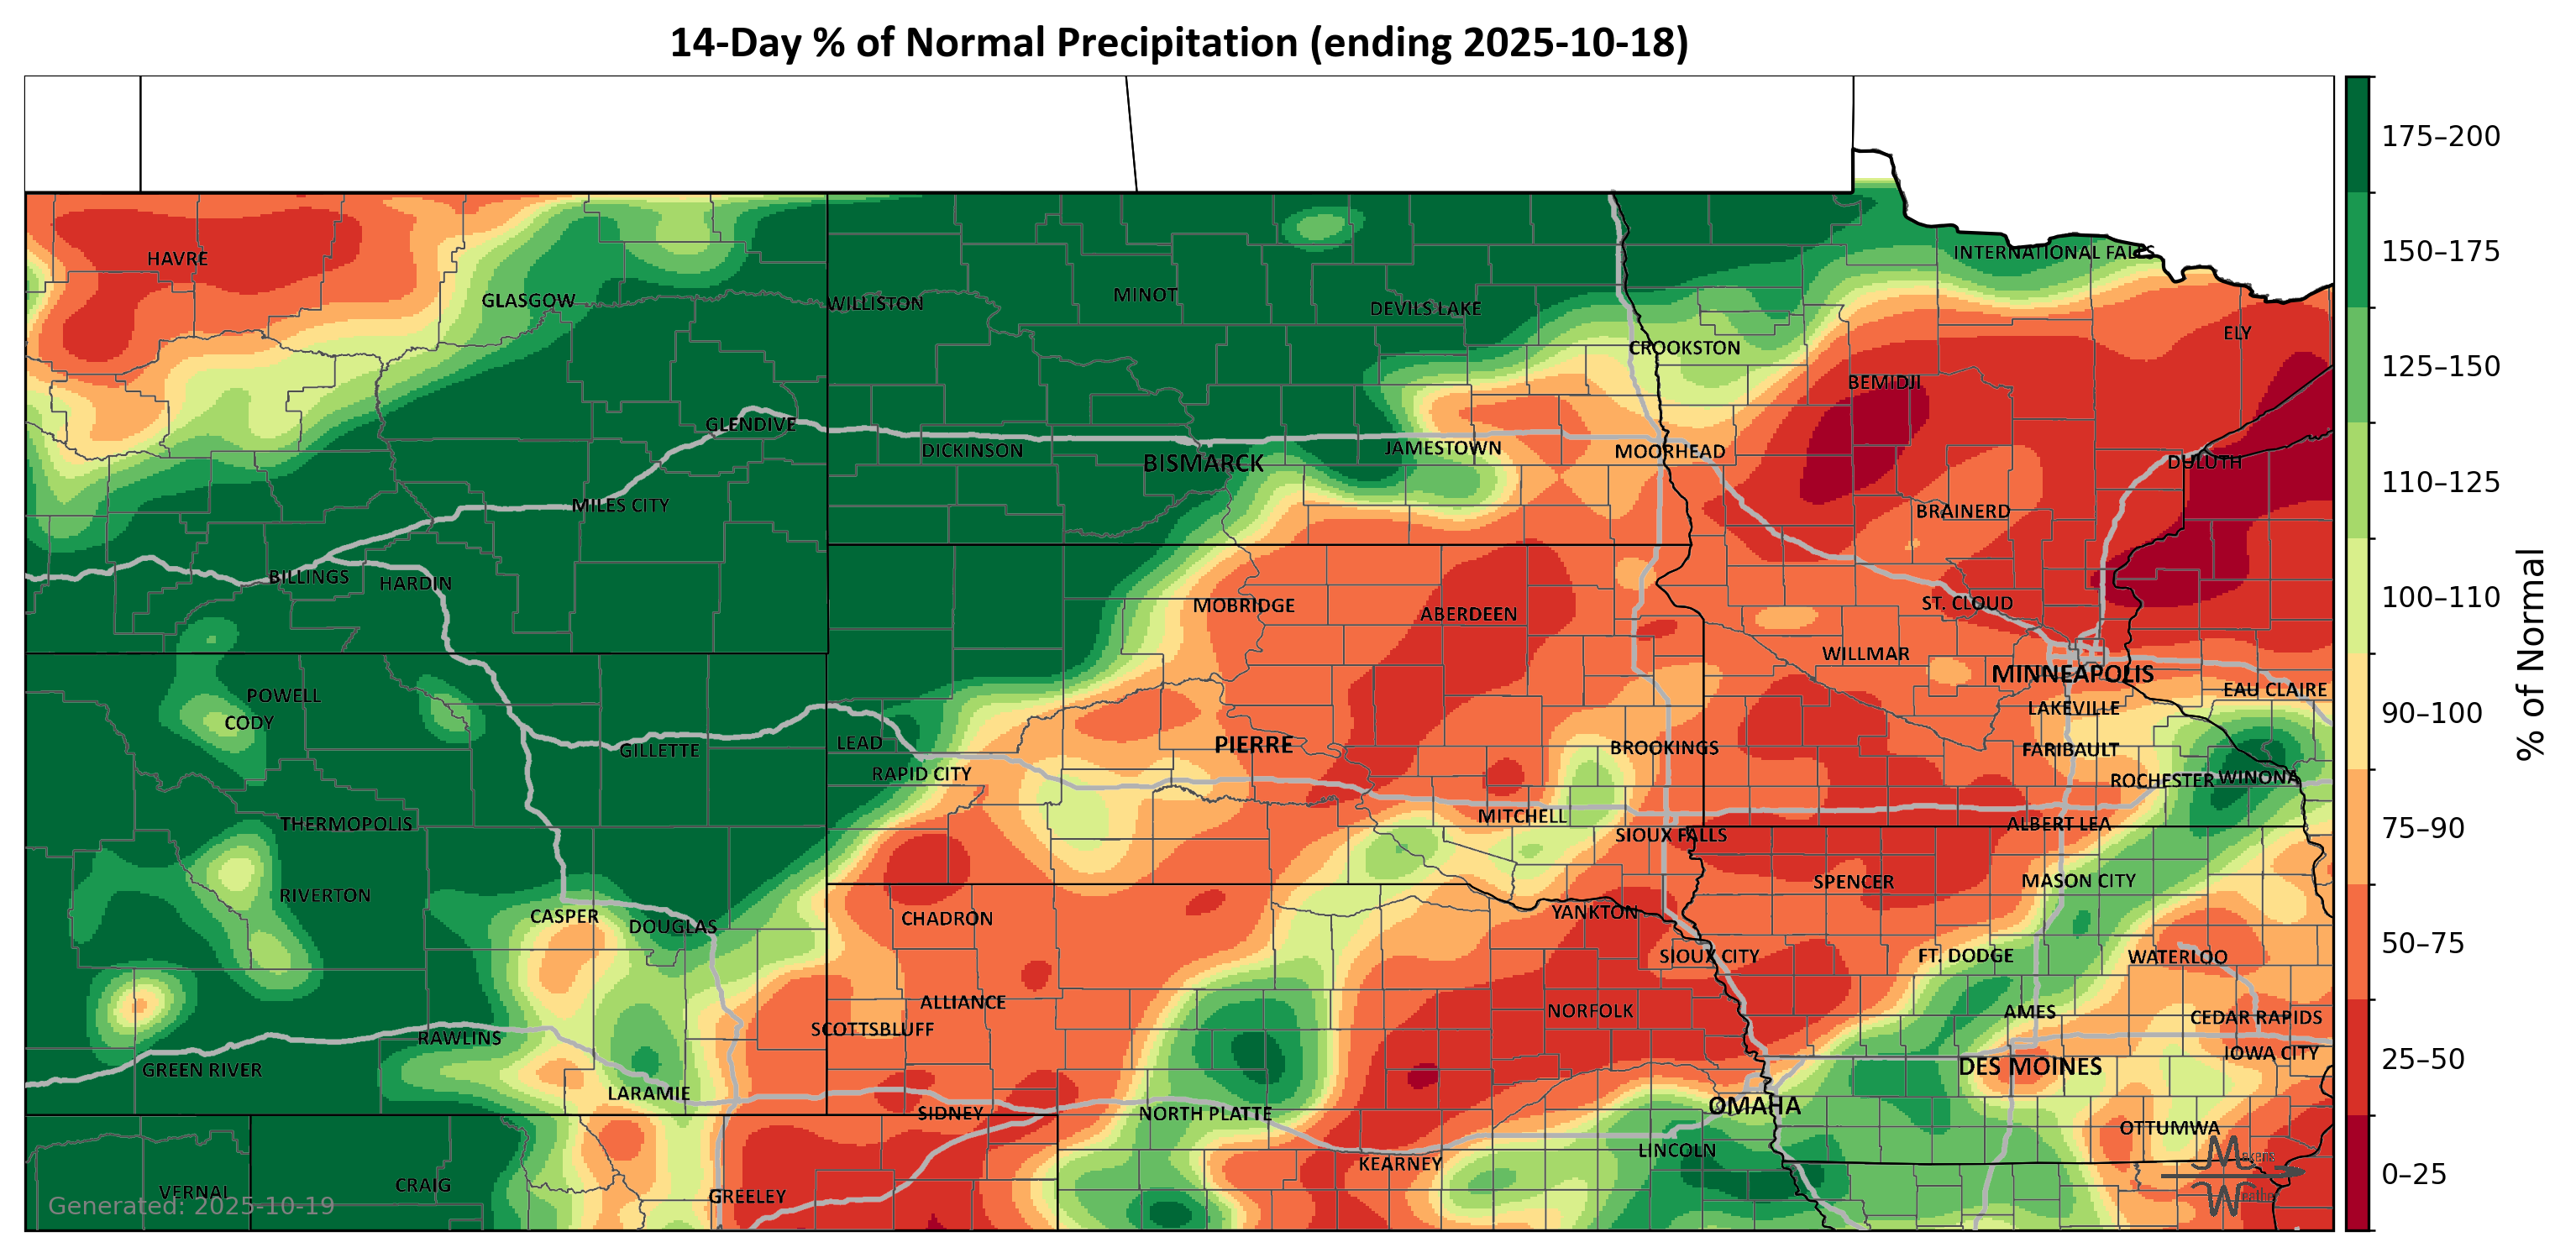 14-Day % of Normal Precipitation (ending 2025-10-18)
175–200
150–175
125–150
110–125
100–110
90–100
75–90
50–75
25–50
0–25
% of Normal
INTERNATIONAL FALLS
HAVRE
GLASGOW
WILLISTON
MINOT
DEVILS LAKE
ELY
CROOKSTON
BEMIDJI
GLENDIVE
DICKINSON
BISMARCK
JAMESTOWN
MOORHEAD
DULUTH
MILES CITY
BRAINERD
BILLINGS
HARDIN
MOBRIDGE
ABERDEEN
ST. CLOUD
WILLMAR
MINNEAPOLIS
EAU CLAIRE
POWELL
CODY
LAKEVILLE
GILLETTE
LEAD
PIERRE
BROOKINGS
FARIBAULT
RAPID CITY
ROCHESTER
WINONA
THERMOPOLIS
MITCHELL
SIOUX FALLS
ALBERT LEA
RIVERTON
SPENCER
MASON CITY
CASPER
DOUGLAS
CHADRON
YANKTON
SIOUX CITY
FT. DODGE
WATERLOO
ALLIANCE
NORFOLK
AMES
SCOTTSBLUFF
CEDAR RAPIDS
RAWLINS
IOWA CITY
GREEN RIVER
DES MOINES
LARAMIE
SIDNEY
NORTH PLATTE
OMAHA
OTTUMWA
LINCOLN
KEARNEY
VERNAL
CRAIG
GREELEY
Generated: 2025-10-19
Makens
Weather